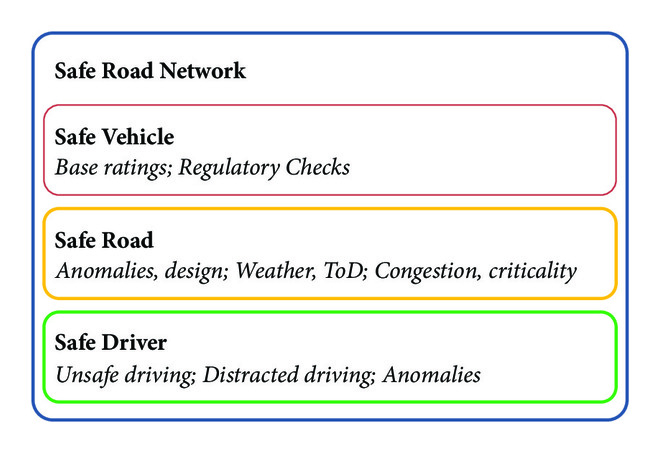 Safe Road Network
Safe Vehicle
Base ratings; Regulatory Checks
Safe Road
Anomalies, design; Weather, ToD; Congestion, criticality
Safe Driver
Unsafe driving; Distracted driving; Anomalies